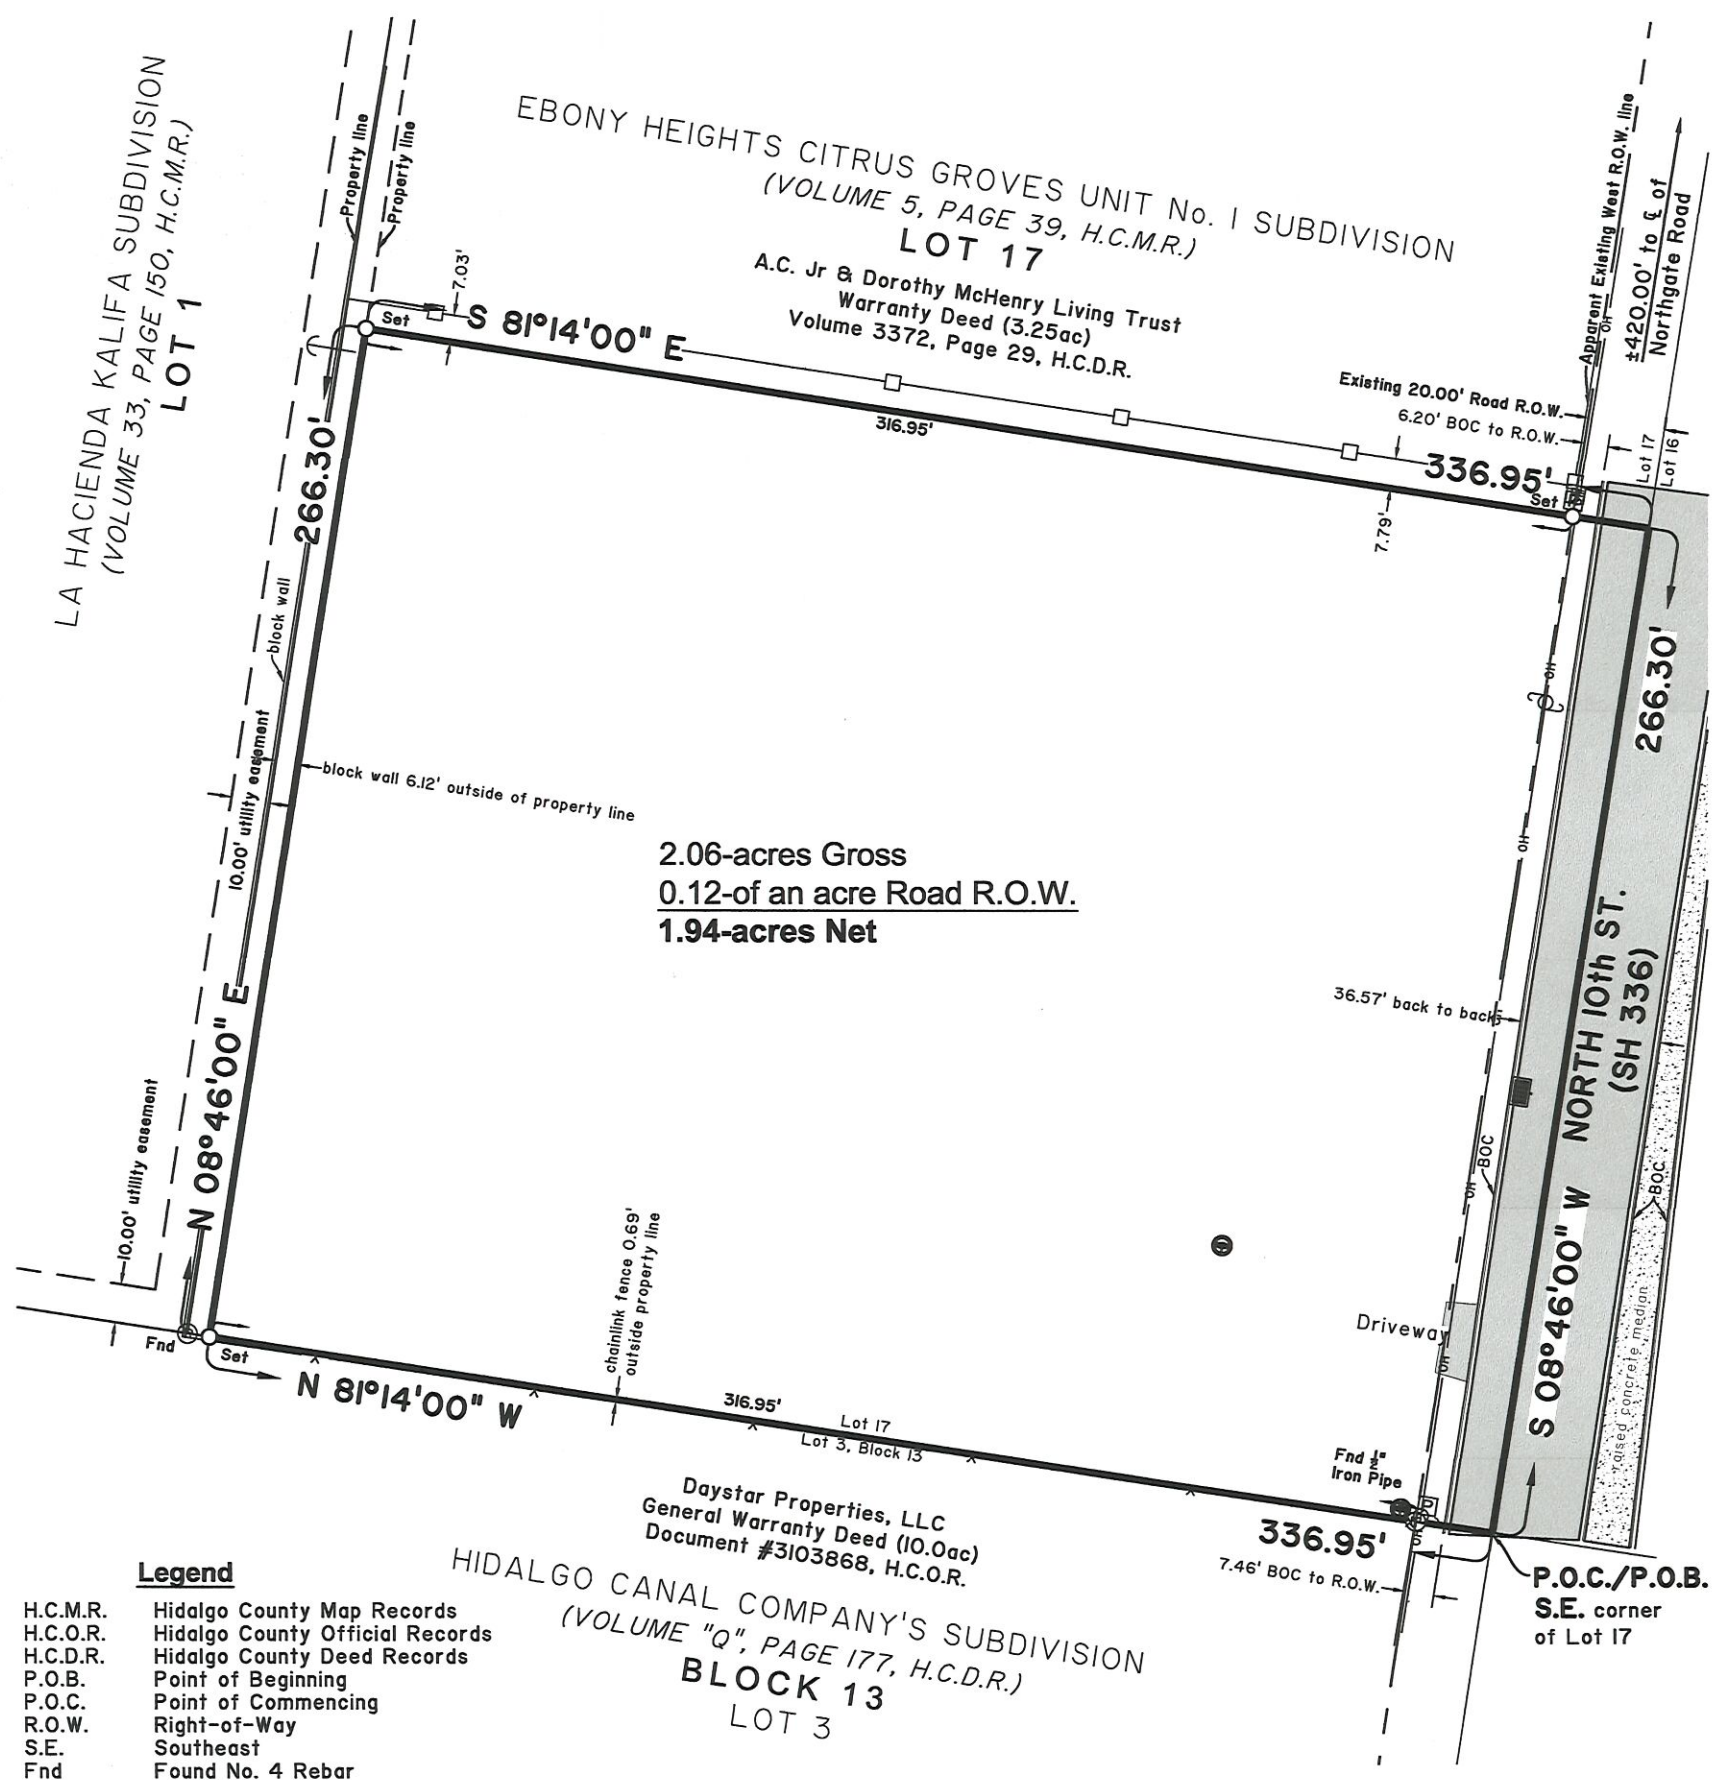 LA HACIENDA KALIFA SUBDIVISION
(VOLUME 33, PAGE 150, H.C.M.R.)
LOT 1
Property line
Property line
EBONY HEIGHTS CITRUS GROVES UNIT No. 1 SUBDIVISION
(VOLUME 5, PAGE 39, H.C.M.R.)
LOT 17
A.C. Jr & Dorothy McHenry Living Trust
Warranty Deed (3.25ac)
Volume 3372, Page 29, H.C.D.R.
Apparent Existing West R.O.W. line
OH
±420.00' to ℄ of
Northgate Road
7.03'
Set
S 81°14'00" E
316.95'
Existing 20.00' Road R.O.W.
6.20' BOC to R.O.W.
336.95'
Set
Lot 17
Lot 16
7.79'
266.30'
block wall
10.00' utility easement
block wall 6.12' outside of property line
266.30'
OH
OH
2.06-acres Gross
0.12-of an acre Road R.O.W.
1.94-acres Net
N 08°46'00" E
36.57' back to back
NORTH 10th ST.
(SH 336)
10.00' utility easement
BOC
OH
BOC
S 08°46'00" W
raised concrete median
Driveway
S
chainlink fence 0.69'
outside property line
Fnd
Set
N 81°14'00" W
316.95'
Lot 17
Lot 3, Block 13
Fnd ½"
Iron Pipe
P
S
336.95'
7.46' BOC to R.O.W.
P.O.C./P.O.B.
S.E. corner
of Lot 17
Daystar Properties, LLC
General Warranty Deed (10.0ac)
Document #3103868, H.C.O.R.
HIDALGO CANAL COMPANY'S SUBDIVISION
(VOLUME "Q", PAGE 177, H.C.D.R.)
BLOCK 13
LOT 3
Legend
H.C.M.R. Hidalgo County Map Records
H.C.O.R. Hidalgo County Official Records
H.C.D.R. Hidalgo County Deed Records
P.O.B. Point of Beginning
P.O.C. Point of Commencing
R.O.W. Right-of-Way
S.E. Southeast
Fnd Found No. 4 Rebar